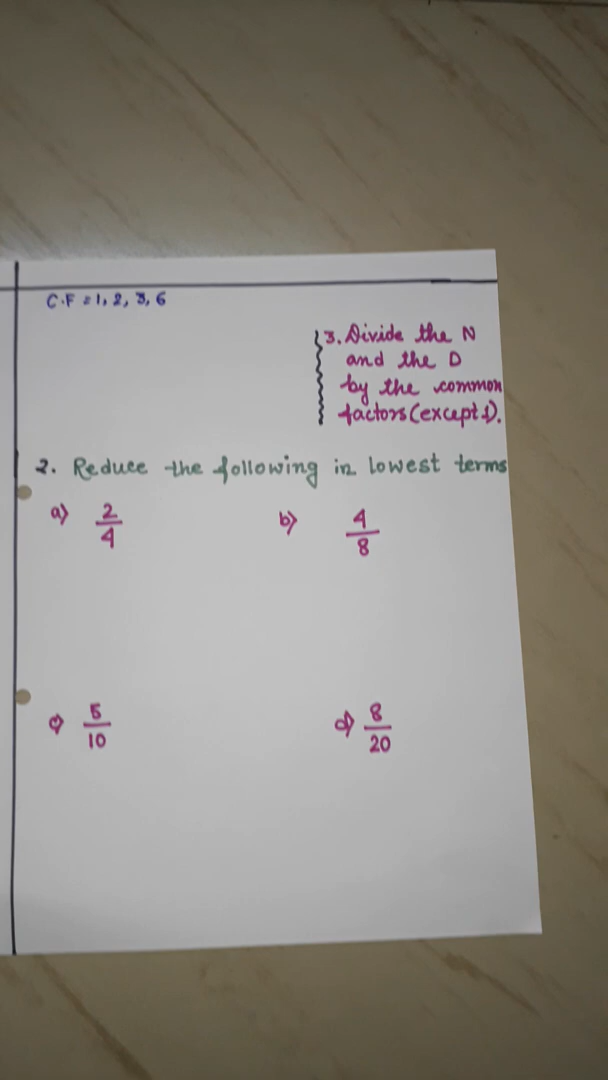 C.F = 1, 2, 3, 6
3. Divide the N
and the D
by the common
factors (except 1).
2. Reduce the following in lowest terms
a) 2/4
b) 4/8
c) 5/10
d) 8/20